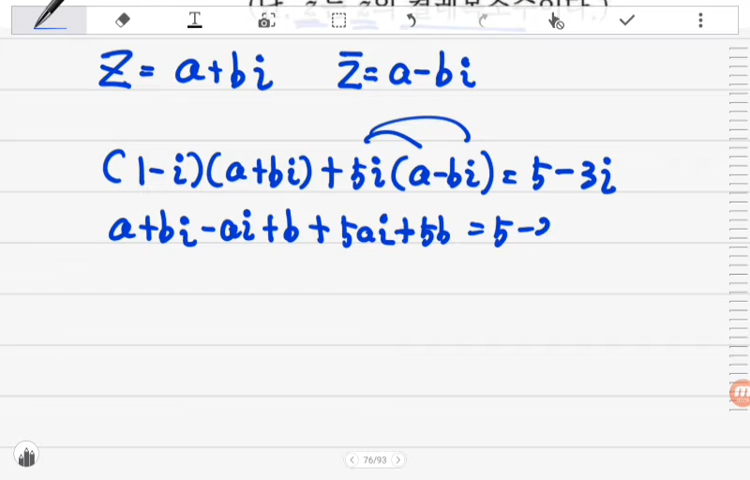 Z = a+bi  z̅ = a-bi
(1-i)(a+bi)+5i(a-bi)=5-3i
a+bi-ai+b+5ai+5b=5-
T
76/93